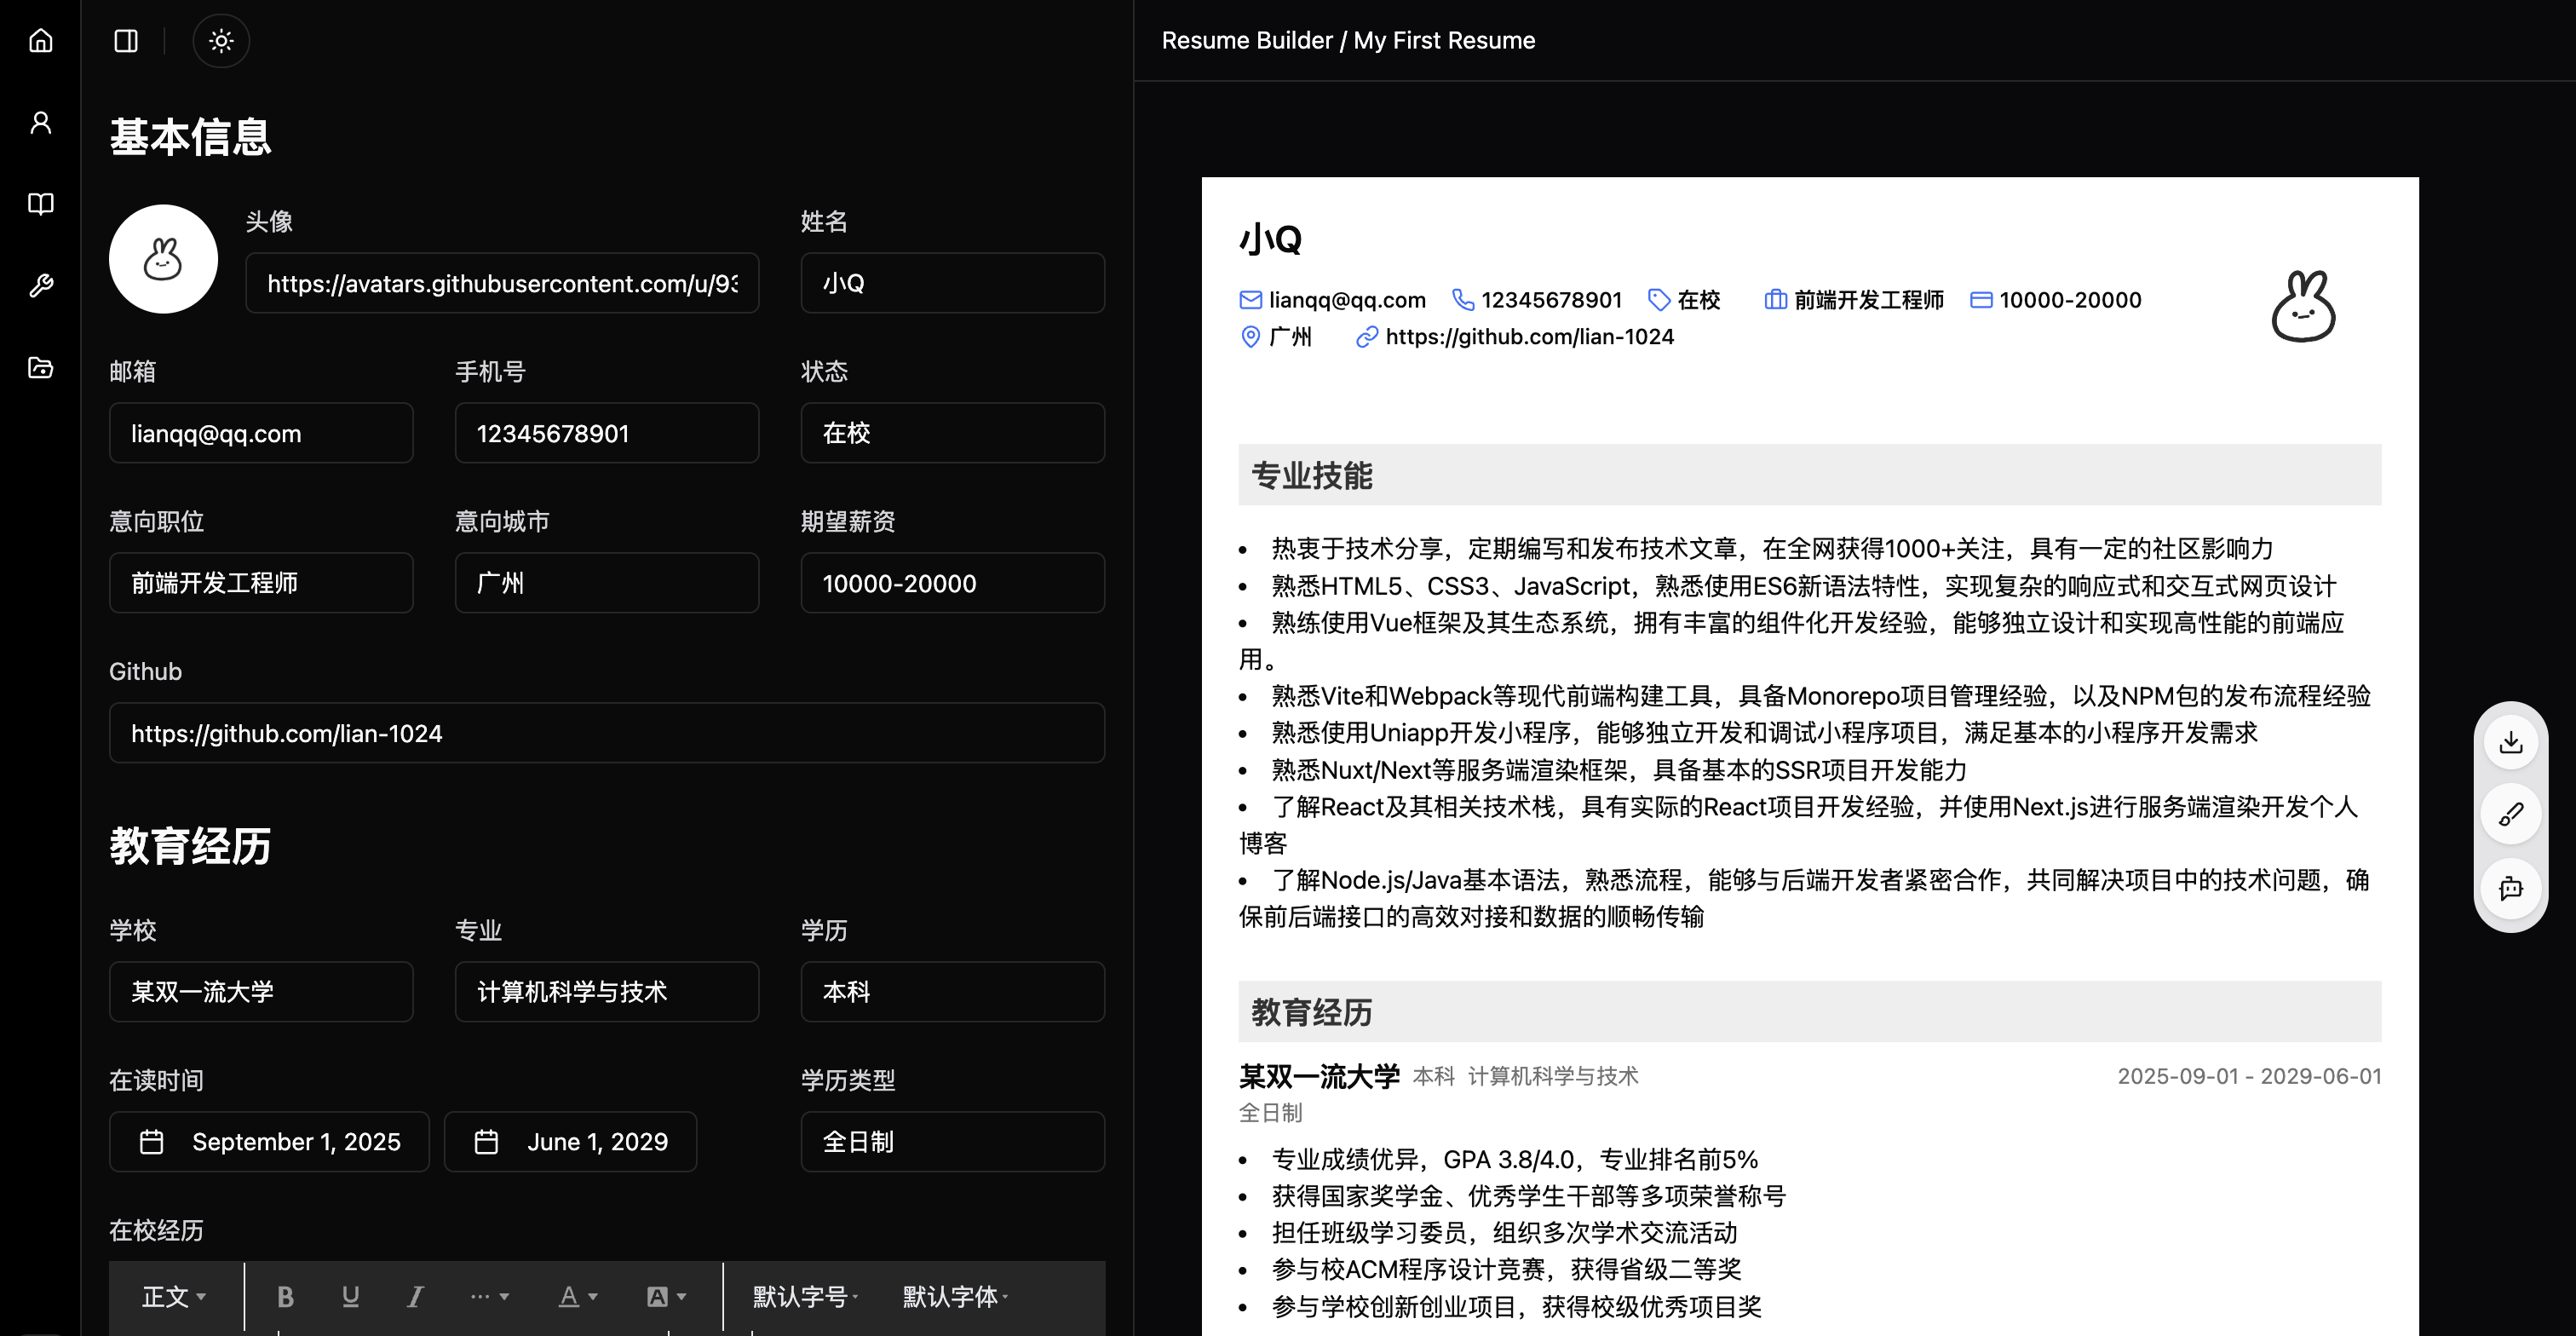 基本信息
头像
姓名
https://avatars.githubusercontent.com/u/93
小Q
邮箱
手机号
状态
lianqq@qq.com
12345678901
在校
意向职位
意向城市
期望薪资
前端开发工程师
广州
10000-20000
Github
https://github.com/lian-1024
教育经历
学校
专业
学历
某双一流大学
计算机科学与技术
本科
在读时间
学历类型
September 1, 2025
June 1, 2029
全日制
在校经历
正文
B U I ··· A A
默认字号
默认字体
Resume Builder / My First Resume
小Q
lianqq@qq.com 12345678901 在校 前端开发工程师 10000-20000
广州 https://github.com/lian-1024
专业技能
• 热衷于技术分享，定期编写和发布技术文章，在全网获得1000+关注，具有一定的社区影响力
• 熟悉HTML5、CSS3、JavaScript，熟悉使用ES6新语法特性，实现复杂的响应式和交互式网页设计
• 熟练使用Vue框架及其生态系统，拥有丰富的组件化开发经验，能够独立设计和实现高性能的前端应
用。
• 熟悉Vite和Webpack等现代前端构建工具，具备Monorepo项目管理经验，以及NPM包的发布流程经验
• 熟悉使用Uniapp开发小程序，能够独立开发和调试小程序项目，满足基本的小程序开发需求
• 熟悉Nuxt/Next等服务端渲染框架，具备基本的SSR项目开发能力
• 了解React及其相关技术栈，具有实际的React项目开发经验，并使用Next.js进行服务端渲染开发个人
博客
• 了解Node.js/Java基本语法，熟悉流程，能够与后端开发者紧密合作，共同解决项目中的技术问题，确
保前后端接口的高效对接和数据的顺畅传输
教育经历
某双一流大学 本科 计算机科学与技术 2025-09-01 - 2029-06-01
全日制
• 专业成绩优异，GPA 3.8/4.0，专业排名前5%
• 获得国家奖学金、优秀学生干部等多项荣誉称号
• 担任班级学习委员，组织多次学术交流活动
• 参与校ACM程序设计竞赛，获得省级二等奖
• 参与学校创新创业项目，获得校级优秀项目奖